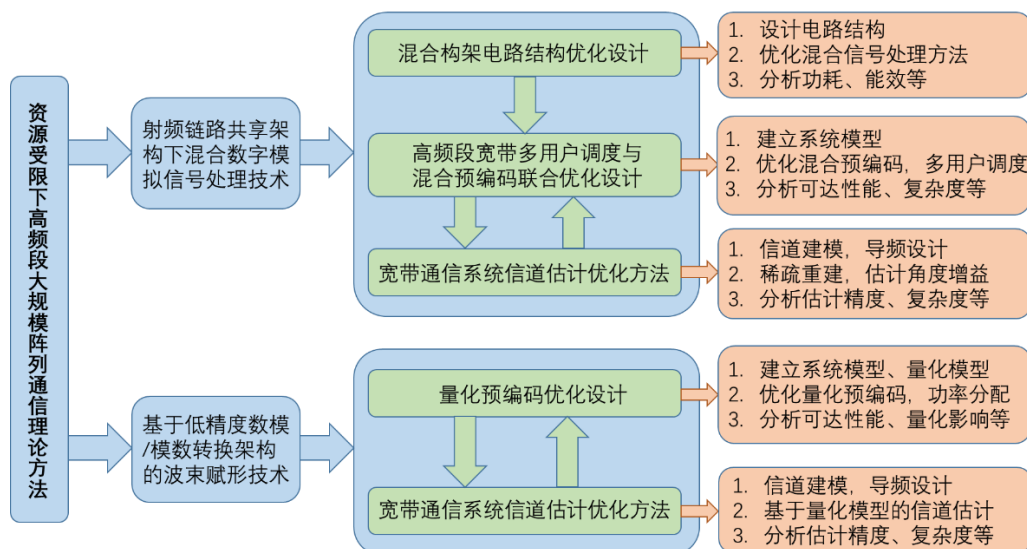 资源受限下高频段大规模阵列通信理论方法
射频链路共享架
构下混合数字模
拟信号处理技术
混合构架电路结构优化设计
高频段宽带多用户调度与
混合预编码联合优化设计
宽带通信系统信道估计优化方法
1. 设计电路结构
2. 优化混合信号处理方法
3. 分析功耗、能效等
1. 建立系统模型
2. 优化混合预编码，多用户调度
3. 分析可达性能、复杂度等
1. 信道建模，导频设计
2. 稀疏重建，估计角度增益
3. 分析估计精度、复杂度等
基于低精度数模
/模数转换架构
的波束赋形技术
量化预编码优化设计
宽带通信系统信道估计优化方法
1. 建立系统模型、量化模型
2. 优化量化预编码，功率分配
3. 分析可达性能、量化影响等
1. 信道建模，导频设计
2. 基于量化模型的信道估计
3. 分析估计精度、复杂度等